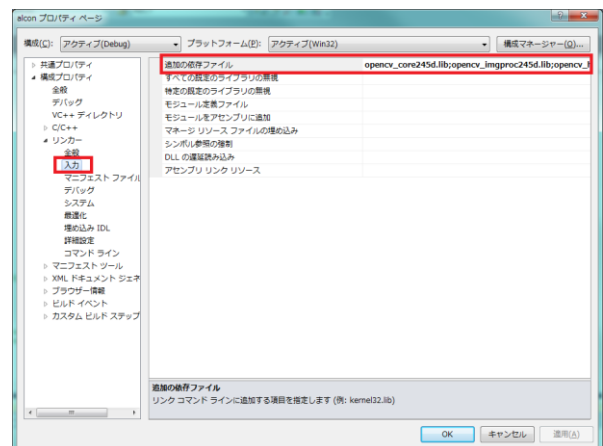 alcon プロパティ ページ
構成(C): アクティブ(Debug) プラットフォーム(P): アクティブ(Win32) 構成マネージャー(O)...
共通プロパティ
構成プロパティ
全般
デバッグ
VC++ ディレクトリ
C/C++
リンカー
全般
入力
マニフェスト ファイル
デバッグ
システム
最適化
埋め込み IDL
詳細設定
コマンド ライン
マニフェスト ツール
XML ドキュメント ジェネ
ブラウザー情報
ビルド イベント
カスタム ビルド ステップ
追加の依存ファイル opencv_core245d.lib;opencv_imgproc245d.lib;opencv_h
すべての既定のライブラリの無視
特定の既定のライブラリの無視
モジュール定義ファイル
モジュールをアセンブリに追加
マネージ リソース ファイルの埋め込み
シンボル参照の強制
DLL の遅延読み込み
アセンブリ リンク リソース
追加の依存ファイル
リンク コマンド ラインに追加する項目を指定します (例: kernel32.lib)
OK キャンセル 適用(A)